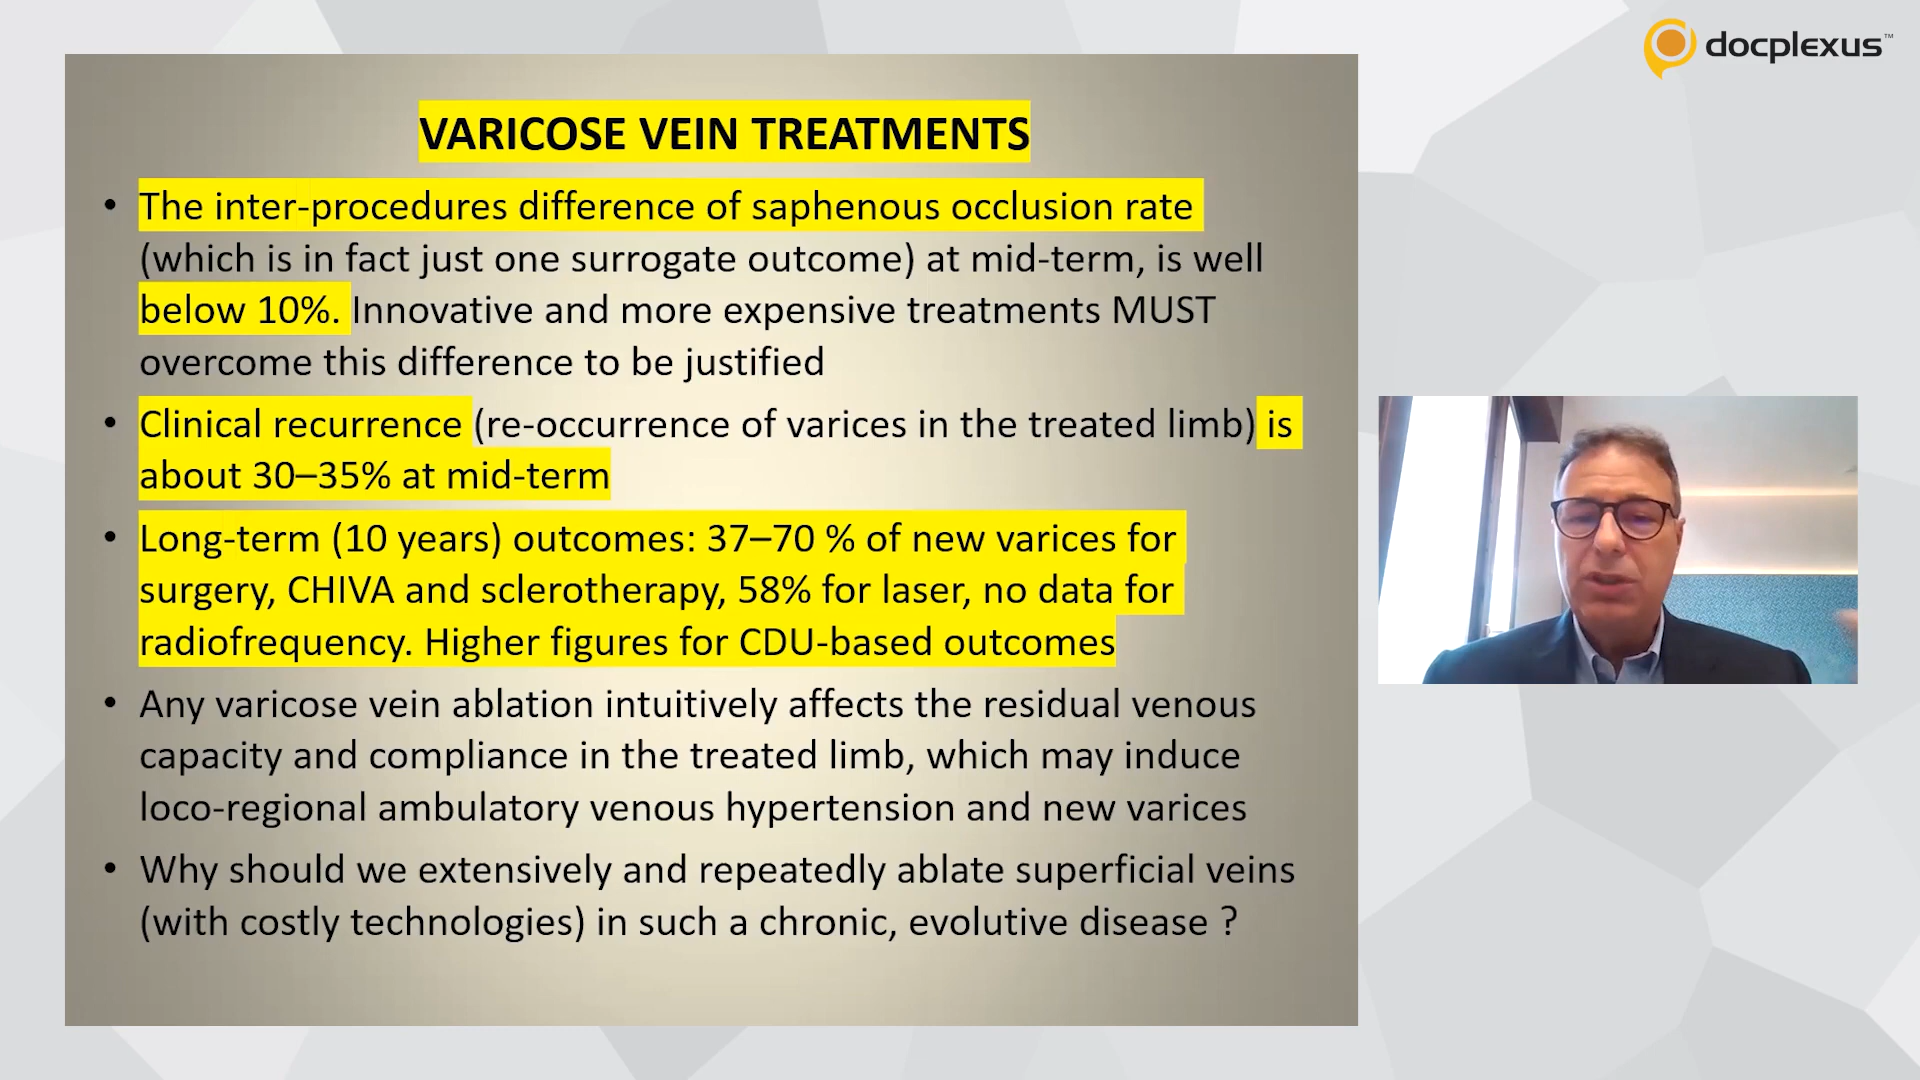 docplexus™
VARICOSE VEIN TREATMENTS
• The inter-procedures difference of saphenous occlusion rate
(which is in fact just one surrogate outcome) at mid-term, is well
below 10%. Innovative and more expensive treatments MUST
overcome this difference to be justified
• Clinical recurrence (re-occurrence of varices in the treated limb) is
about 30–35% at mid-term
• Long-term (10 years) outcomes: 37–70 % of new varices for
surgery, CHIVA and sclerotherapy, 58% for laser, no data for
radiofrequency. Higher figures for CDU-based outcomes
• Any varicose vein ablation intuitively affects the residual venous
capacity and compliance in the treated limb, which may induce
loco-regional ambulatory venous hypertension and new varices
• Why should we extensively and repeatedly ablate superficial veins
(with costly technologies) in such a chronic, evolutive disease ?